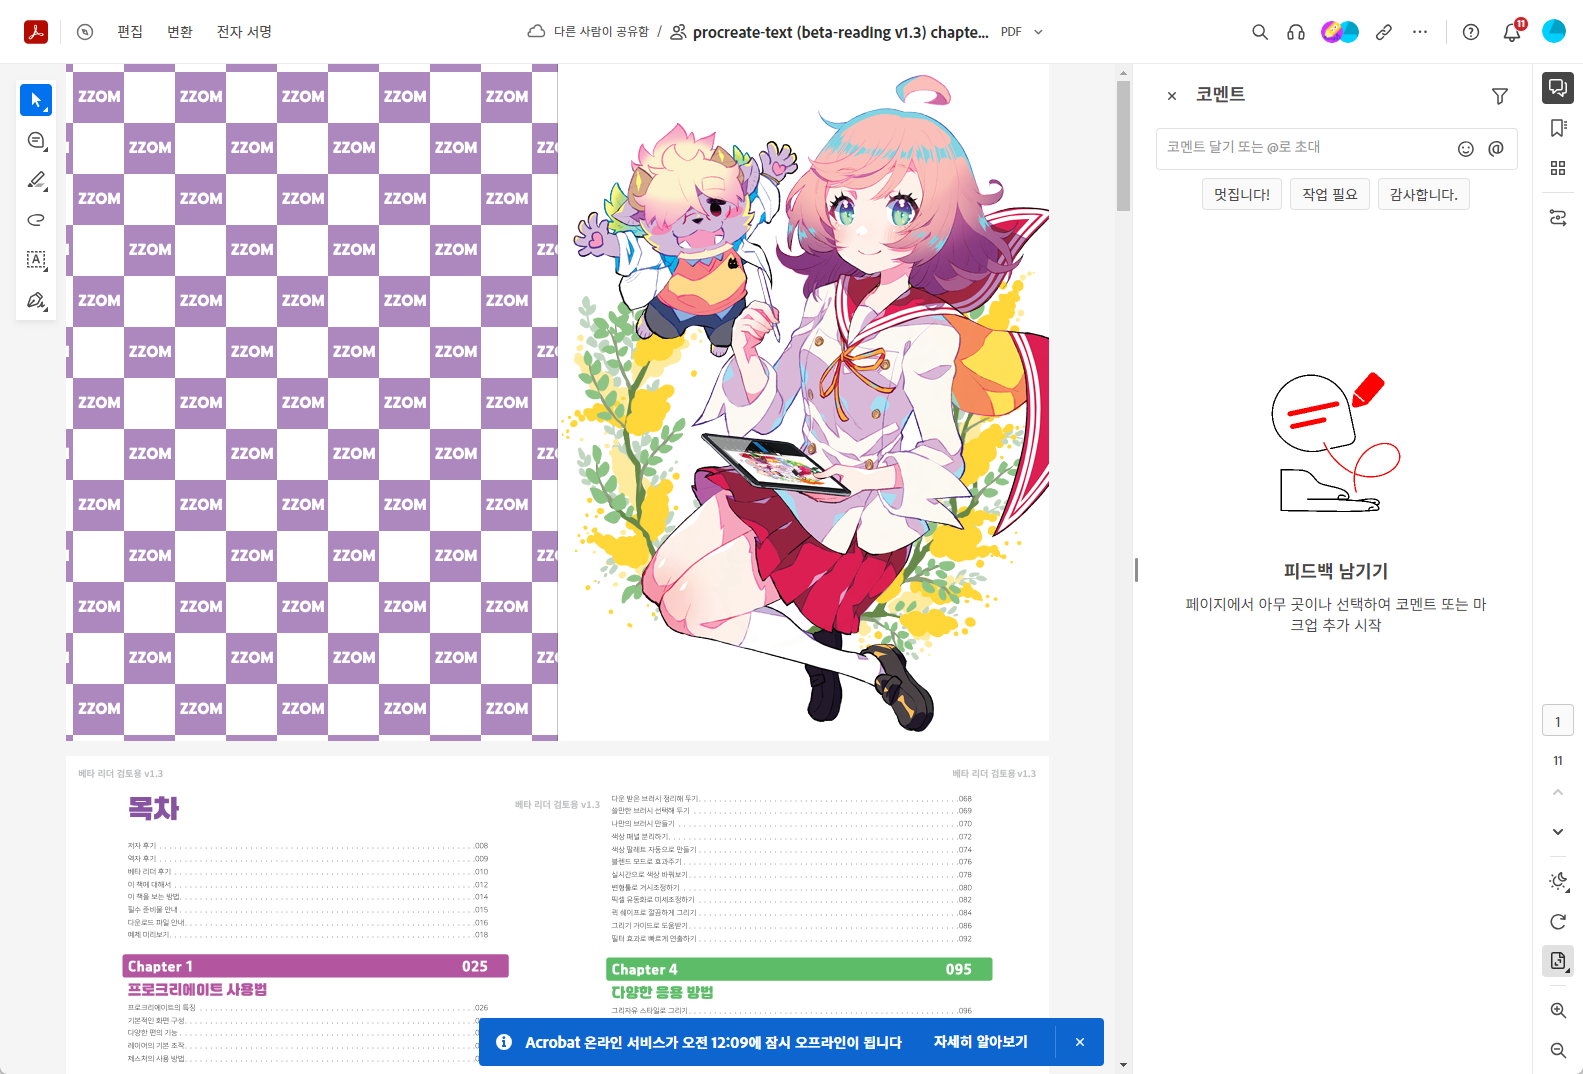 편집 변환 전자 서명 다른 사람이 공유함 / procreate-text (beta-reading v1.3) chapte... PDF 11
코멘트
코멘트 달기 또는 @로 초대
멋집니다! 작업 필요 감사합니다.
피드백 남기기
페이지에서 아무 곳이나 선택하여 코멘트 또는 마
크업 추가 시작
1
11
ZZOM ZZOM ZZOM ZZOM ZZOM
ZZOM ZZOM ZZOM ZZOM ZZ
ZZOM ZZOM ZZOM ZZOM ZZOM
ZZOM ZZOM ZZOM ZZOM ZZ
ZZOM ZZOM ZZOM ZZOM ZZOM
ZZOM ZZOM ZZOM ZZOM ZZ
ZZOM ZZOM ZZOM ZZOM ZZOM
ZZOM ZZOM ZZOM ZZOM ZZ
ZZOM ZZOM ZZOM ZZOM ZZOM
ZZOM ZZOM ZZOM ZZOM ZZ
ZZOM ZZOM ZZOM ZZOM ZZOM
ZZOM ZZOM ZZOM ZZOM ZZ
ZZOM ZZOM ZZOM ZZOM ZZOM
베타 리더 검토용 v1.3
목차
저자 후기 008
역자 후기 009
베타 리더 후기 010
이 책에 대해서 012
이 책을 보는 방법 014
필수 준비물 안내 015
다운로드 파일 안내 016
예제 미리보기 018
Chapter 1 025
프로크리에이트 사용법
프로크리에이트의 특징 026
기본적인 화면 구성
다양한 펜의 기능
레이어의 기본 조작
제스처의 사용 방법
베타 리더 검토용 v1.3
베타 리더 검토용 v1.3
다운 받은 브러시 정리해 두기 068
쓸만한 브러시 선택해 두기 069
나만의 브러시 만들기 070
색상 패널 분리하기 072
색상 팔레트 자동으로 만들기 074
블렌드 모드로 효과주기 076
실시간으로 색상 바꿔보기 078
변형툴로 거시조정하기 080
픽셀 유동화로 미세조정하기 082
퀵 쉐이프로 깔끔하게 그리기 084
그리기 가이드로 도움받기 086
필터 효과로 빠르게 연출하기 092
Chapter 4 095
다양한 응용 방법
그리자유 스타일로 그리기 096
Acrobat 온라인 서비스가 오전 12:09에 잠시 오프라인이 됩니다 자세히 알아보기